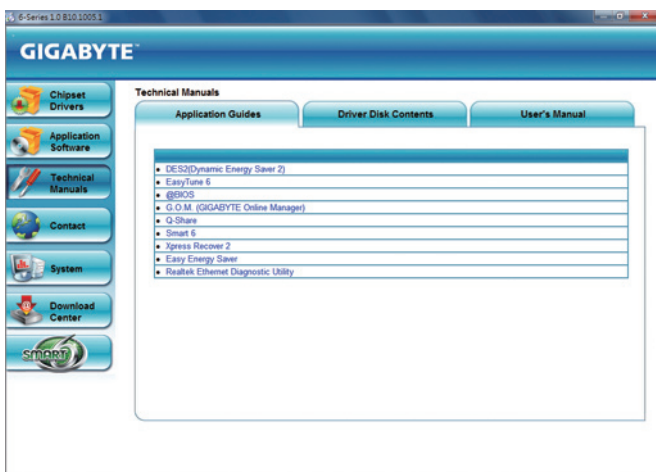 6-Series 1.0 B10.1005.1
GIGABYTE™
Chipset
Drivers
Application
Software
Technical
Manuals
Contact
System
Download
Center
SMART6
Technical Manuals
Application Guides
Driver Disk Contents
User's Manual
DES2(Dynamic Energy Saver 2)
EasyTune 6
@BIOS
G.O.M. (GIGABYTE Online Manager)
Q-Share
Smart 6
Xpress Recover 2
Easy Energy Saver
Realtek Ethernet Diagnostic Utility